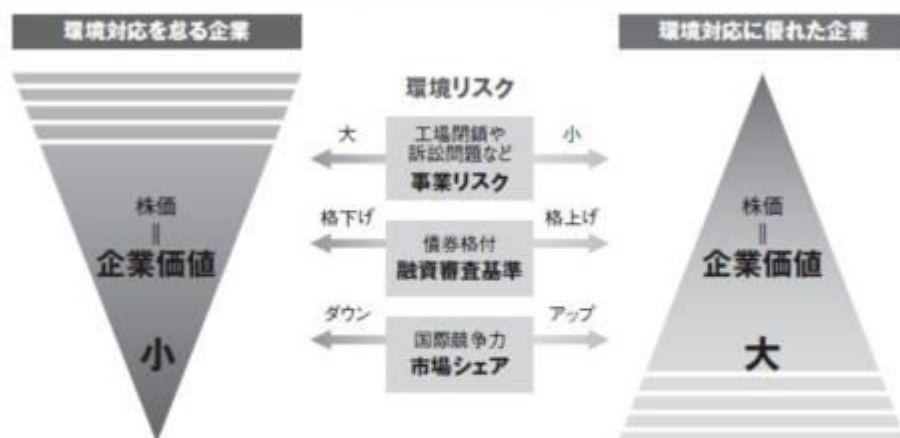 環境対応を怠る企業
環境対応に優れた企業
環境リスク
大
工場閉鎖や
訴訟問題など
事業リスク
小
格下げ
債券格付
融資審査基準
格上げ
ダウン
国際競争力
市場シェア
アップ
株価
||
企業価値
小
株価
||
企業価値
大